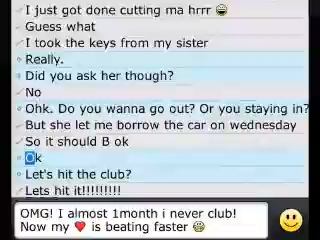 I just got done cutting ma hrrr 😀
Guess what
I took the keys from my sister
Really.
Did you ask her though?
No
Ohk. Do you wanna go out? Or you staying in?
But she let me borrow the car on wednesday
So it should B ok
Ok
Let's hit the club?
Lets hit it!!!!!!!!!
OMG! I almost 1month i never club!
Now my ❤ is beating faster 😁